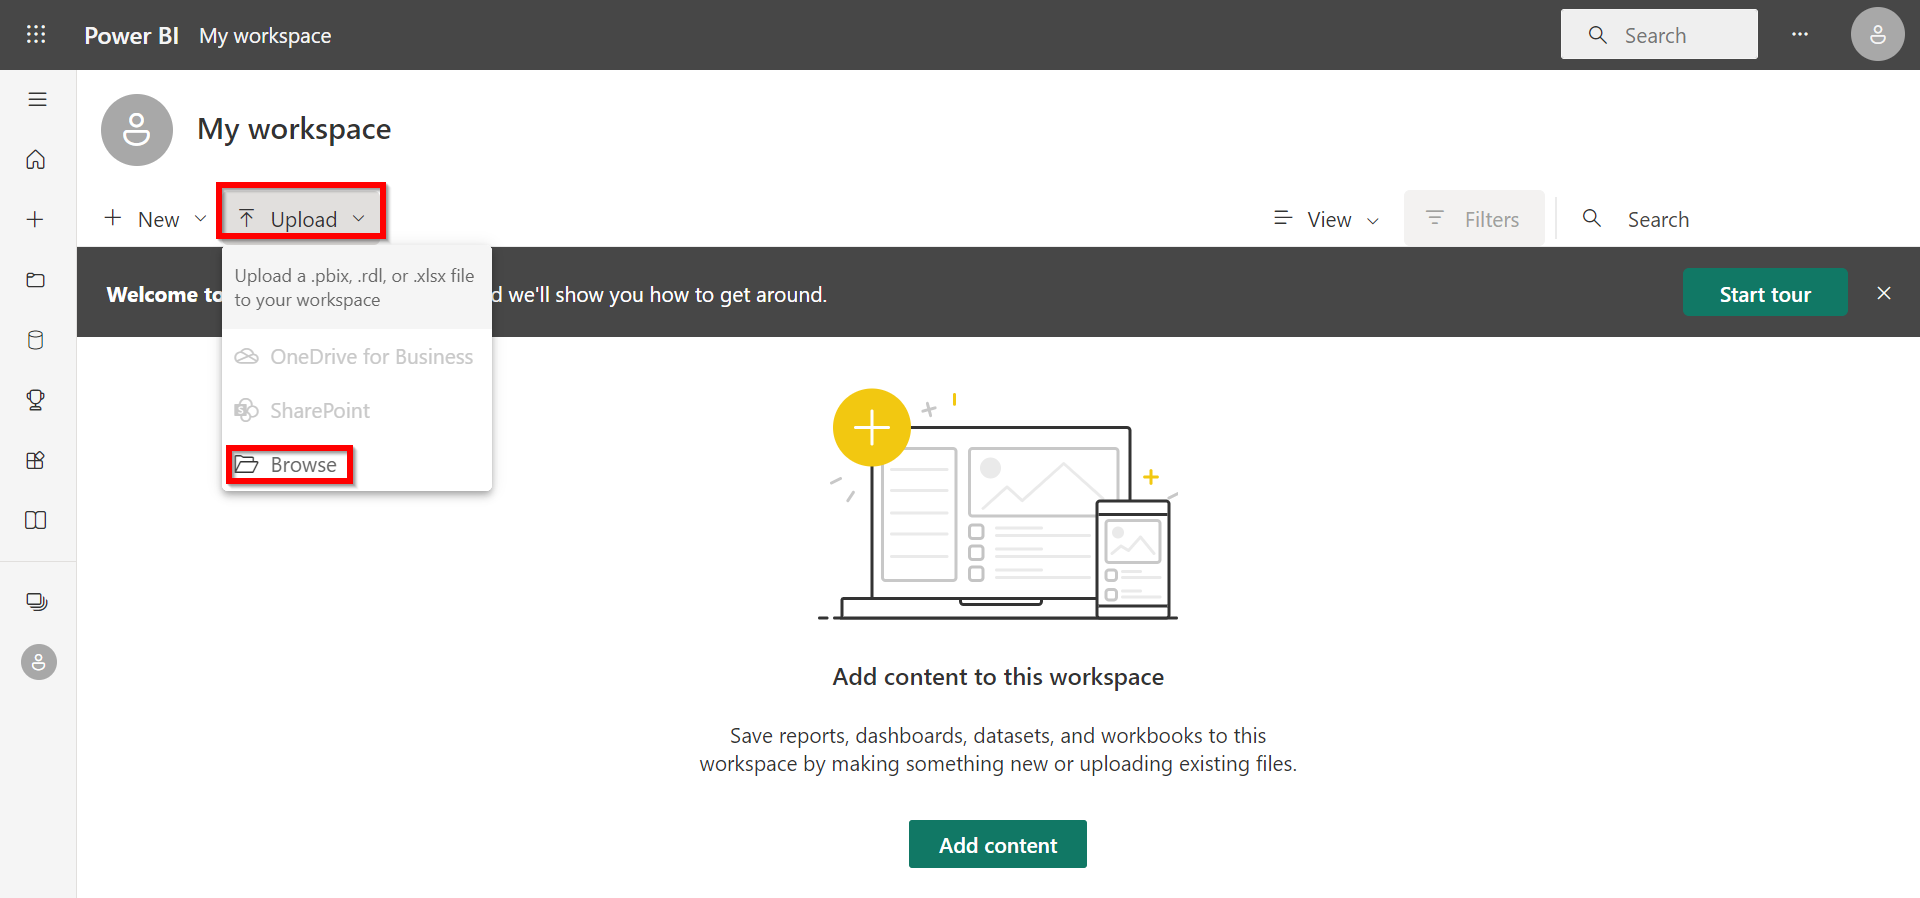 Power BI My workspace
Search
My workspace
New
Upload
View
Filters
Search
Upload a .pbix, .rdl, or .xlsx file
to your workspace
Welcome to
d we'll show you how to get around.
Start tour
OneDrive for Business
SharePoint
Browse
Add content to this workspace
Save reports, dashboards, datasets, and workbooks to this
workspace by making something new or uploading existing files.
Add content